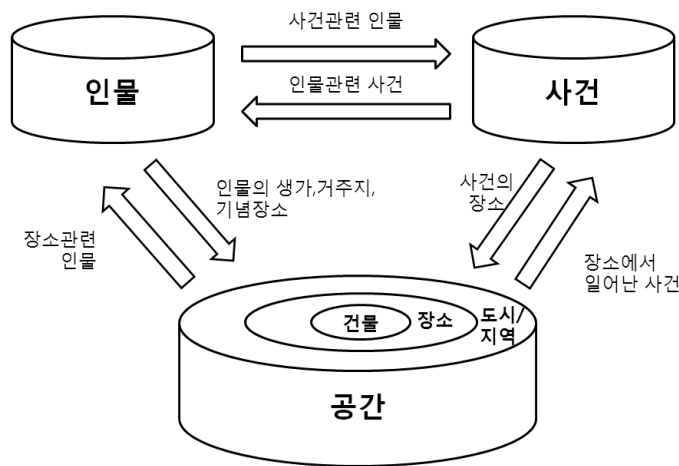 사건관련 인물
인물관련 사건
인물
사건
인물의 생가,거주지,
기념장소
사건의
장소
장소관련
인물
장소에서
일어난 사건
건물
장소
도시/
지역
공간